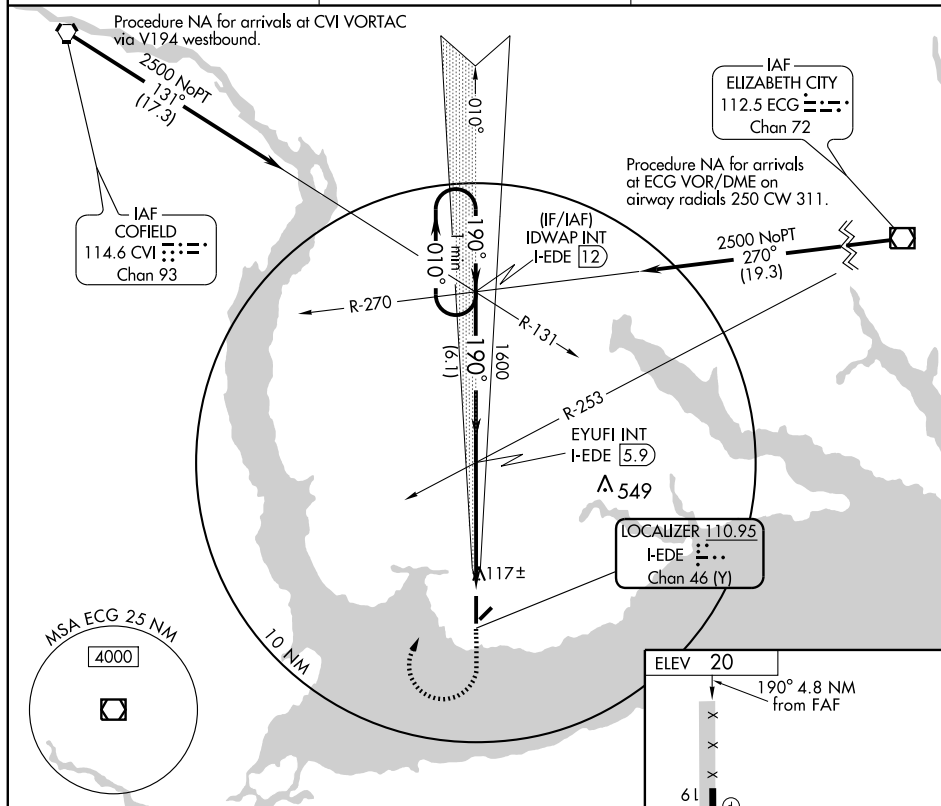 Procedure NA for arrivals at CVI VORTAC
via V194 westbound.
2500 NoPT
131°
(17.3)
010°
IAF
ELIZABETH CITY
112.5 ECG
Chan 72
Procedure NA for arrivals
at ECG VOR/DME on
airway radials 250 CW 311.
IAF
COFIELD
114.6 CVI
Chan 93
190°
1 min
010°
(IF/IAF)
IDWAP INT
I-EDE 12
2500 NoPT
270°
(19.3)
R-270
R-131
190°
1600
(6.1)
R-253
EYUFI INT
I-EDE 5.9
549
LOCALIZER 110.95
I-EDE
Chan 46 (Y)
117±
10 NM
MSA ECG 25 NM
4000
ELEV 20
190° 4.8 NM
from FAF
X
X
X
19